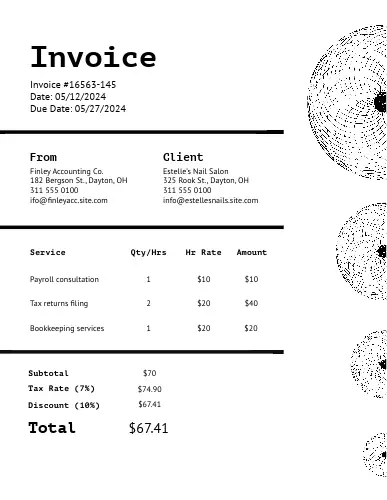 Invoice
Invoice #16563-145
Date: 05/12/2024
Due Date: 05/27/2024
From
Finley Accounting Co.
182 Bergson St., Dayton, OH
311 555 0100
ifo@finleyacc.site.com
Client
Estelle's Nail Salon
325 Rook St., Dayton, OH
311 555 0100
info@estellesnails.site.com
Service Qty/Hrs Hr Rate Amount
Payroll consultation 1 $10 $10
Tax returns filing 2 $20 $40
Bookkeeping services 1 $20 $20
Subtotal $70
Tax Rate (7%) $74.90
Discount (10%) $67.41
Total $67.41